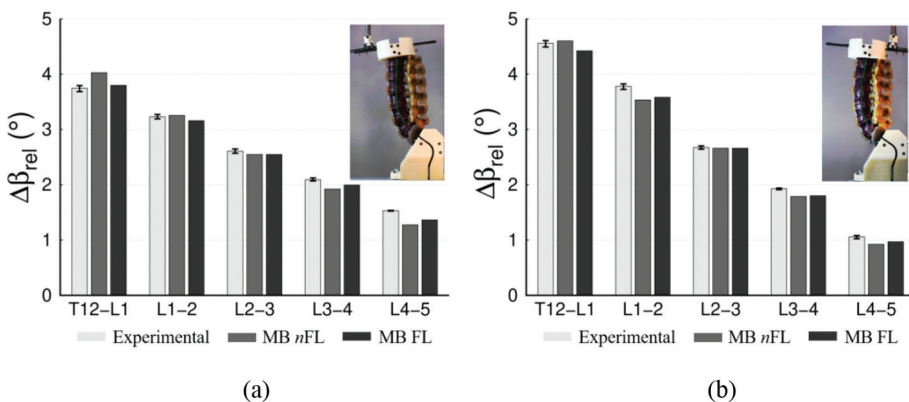 5
4
3
2
1
0
Δβrel (°)
T12–L1 L1–2 L2–3 L3–4 L4–5
Experimental MB nFL MB FL
(a)
5
4
3
2
1
0
Δβrel (°)
T12–L1 L1–2 L2–3 L3–4 L4–5
Experimental MB nFL MB FL
(b)